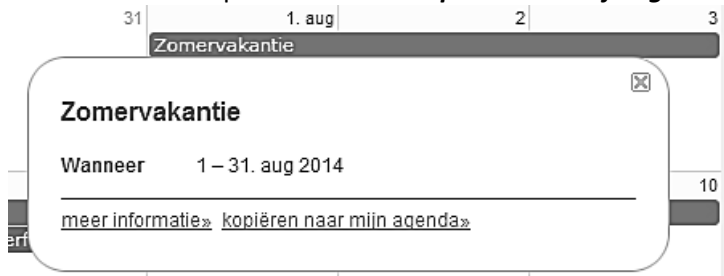 31 1. aug 2 3
Zomervakantie
Zomervakantie
Wanneer 1 – 31. aug 2014
10
meer informatie» kopiëren naar mijn agenda»
erf